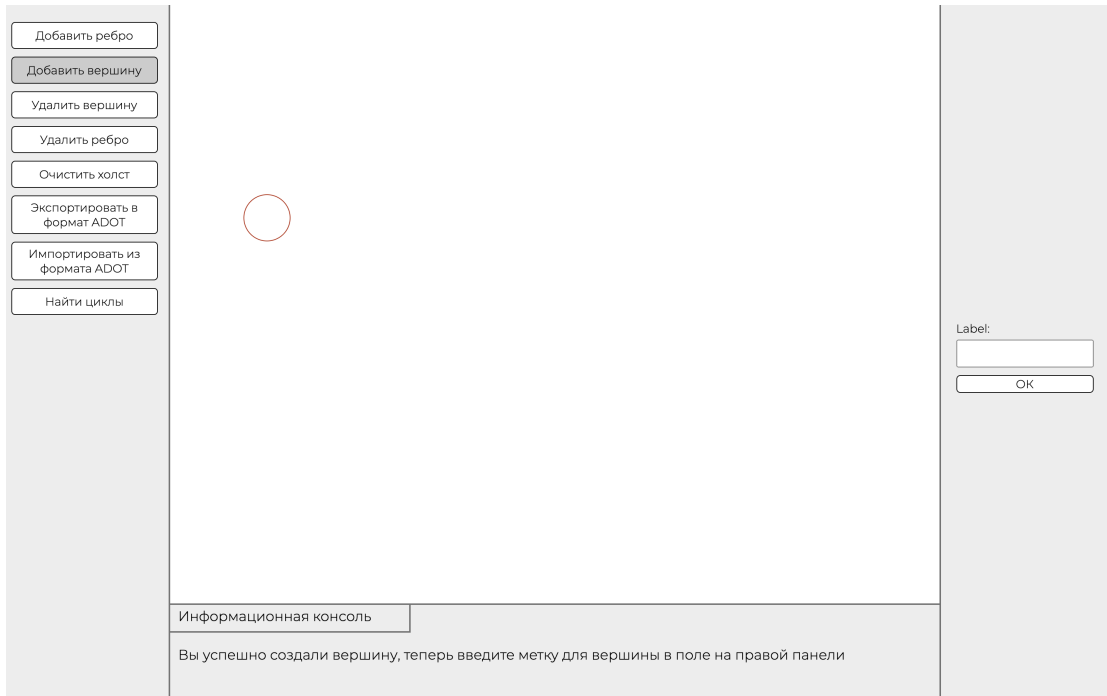 Добавить ребро
Добавить вершину
Удалить вершину
Удалить ребро
Очистить холст
Экспортировать в
формат ADOT
Импортировать из
формата ADOT
Найти циклы
Label:
ОК
Информационная консоль
Вы успешно создали вершину, теперь введите метку для вершины в поле на правой панели